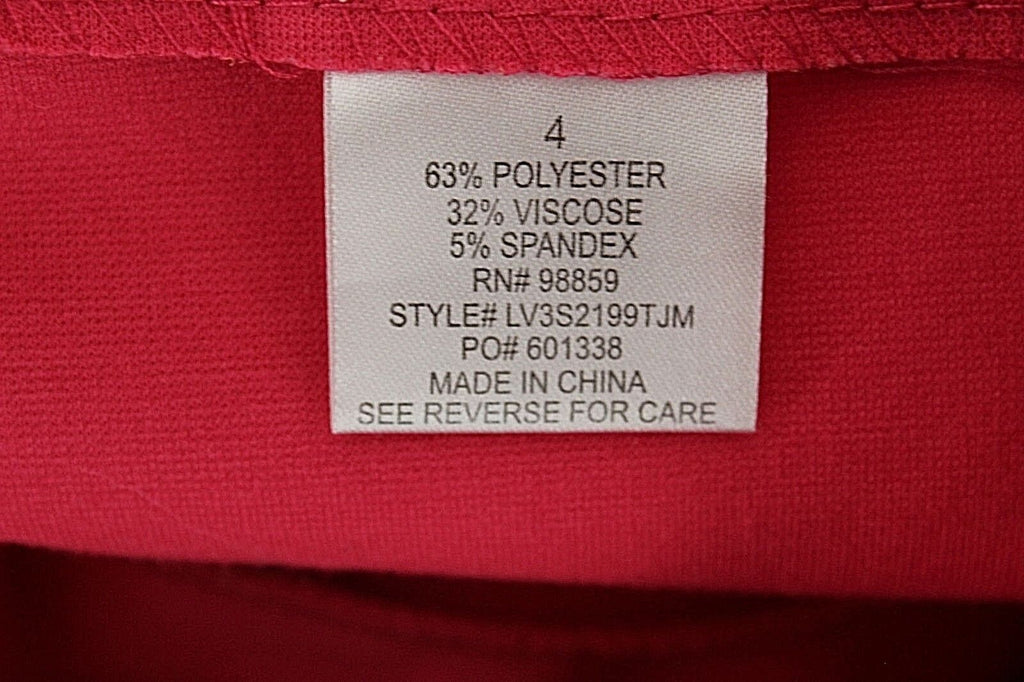 4
63% POLYESTER
32% VISCOSE
5% SPANDEX
RN# 98859
STYLE# LV3S2199TJM
PO# 601338
MADE IN CHINA
SEE REVERSE FOR CARE